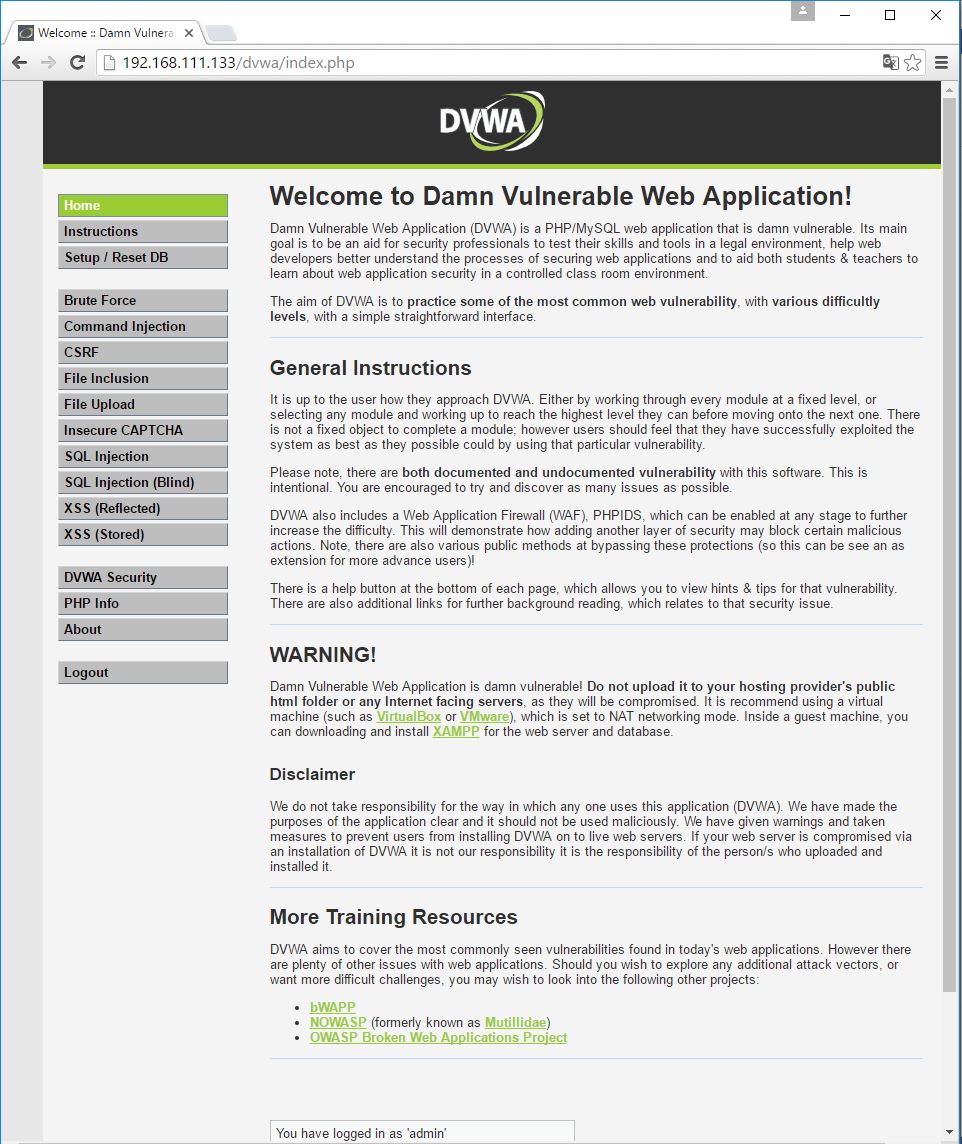 Welcome :: Damn Vulnera
192.168.111.133/dvwa/index.php
DVWA
Home
Instructions
Setup / Reset DB
Brute Force
Command Injection
CSRF
File Inclusion
File Upload
Insecure CAPTCHA
SQL Injection
SQL Injection (Blind)
XSS (Reflected)
XSS (Stored)
DVWA Security
PHP Info
About
Logout
Welcome to Damn Vulnerable Web Application!
Damn Vulnerable Web Application (DVWA) is a PHP/MySQL web application that is damn vulnerable. Its main
goal is to be an aid for security professionals to test their skills and tools in a legal environment, help web
developers better understand the processes of securing web applications and to aid both students & teachers to
learn about web application security in a controlled class room environment.
The aim of DVWA is to practice some of the most common web vulnerability, with various difficultly
levels, with a simple straightforward interface.
General Instructions
It is up to the user how they approach DVWA. Either by working through every module at a fixed level, or
selecting any module and working up to reach the highest level they can before moving onto the next one. There
is not a fixed object to complete a module; however users should feel that they have successfully exploited the
system as best as they possible could by using that particular vulnerability.
Please note, there are both documented and undocumented vulnerability with this software. This is
intentional. You are encouraged to try and discover as many issues as possible.
DVWA also includes a Web Application Firewall (WAF), PHPIDS, which can be enabled at any stage to further
increase the difficulty. This will demonstrate how adding another layer of security may block certain malicious
actions. Note, there are also various public methods at bypassing these protections (so this can be see an as
extension for more advance users)!
There is a help button at the bottom of each page, which allows you to view hints & tips for that vulnerability.
There are also additional links for further background reading, which relates to that security issue.
WARNING!
Damn Vulnerable Web Application is damn vulnerable! Do not upload it to your hosting provider's public
html folder or any Internet facing servers, as they will be compromised. It is recommend using a virtual
machine (such as VirtualBox or VMware), which is set to NAT networking mode. Inside a guest machine, you
can downloading and install XAMPP for the web server and database.
Disclaimer
We do not take responsibility for the way in which any one uses this application (DVWA). We have made the
purposes of the application clear and it should not be used maliciously. We have given warnings and taken
measures to prevent users from installing DVWA on to live web servers. If your web server is compromised via
an installation of DVWA it is not our responsibility it is the responsibility of the person/s who uploaded and
installed it.
More Training Resources
DVWA aims to cover the most commonly seen vulnerabilities found in today's web applications. However there
are plenty of other issues with web applications. Should you wish to explore any additional attack vectors, or
want more difficult challenges, you may wish to look into the following other projects:
• bWAPP
• NOWASP (formerly known as Mutillidae)
• OWASP Broken Web Applications Project
You have logged in as 'admin'